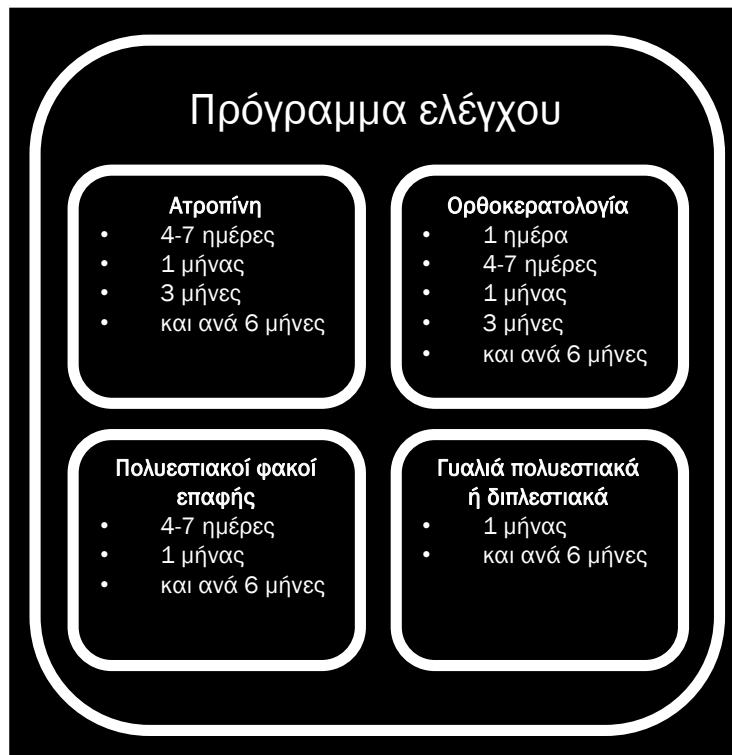 Πρόγραμμα ελέγχου
Ατροπίνη
• 4-7 ημέρες
• 1 μήνας
• 3 μήνες
• και ανά 6 μήνες
Ορθοκερατολογία
• 1 ημέρα
• 4-7 ημέρες
• 1 μήνας
• 3 μήνες
• και ανά 6 μήνες
Πολυεστιακοί φακοί
επαφής
• 4-7 ημέρες
• 1 μήνας
• και ανά 6 μήνες
Γυαλιά πολυεστιακά
ή διπλεστιακά
• 1 μήνας
• και ανά 6 μήνες